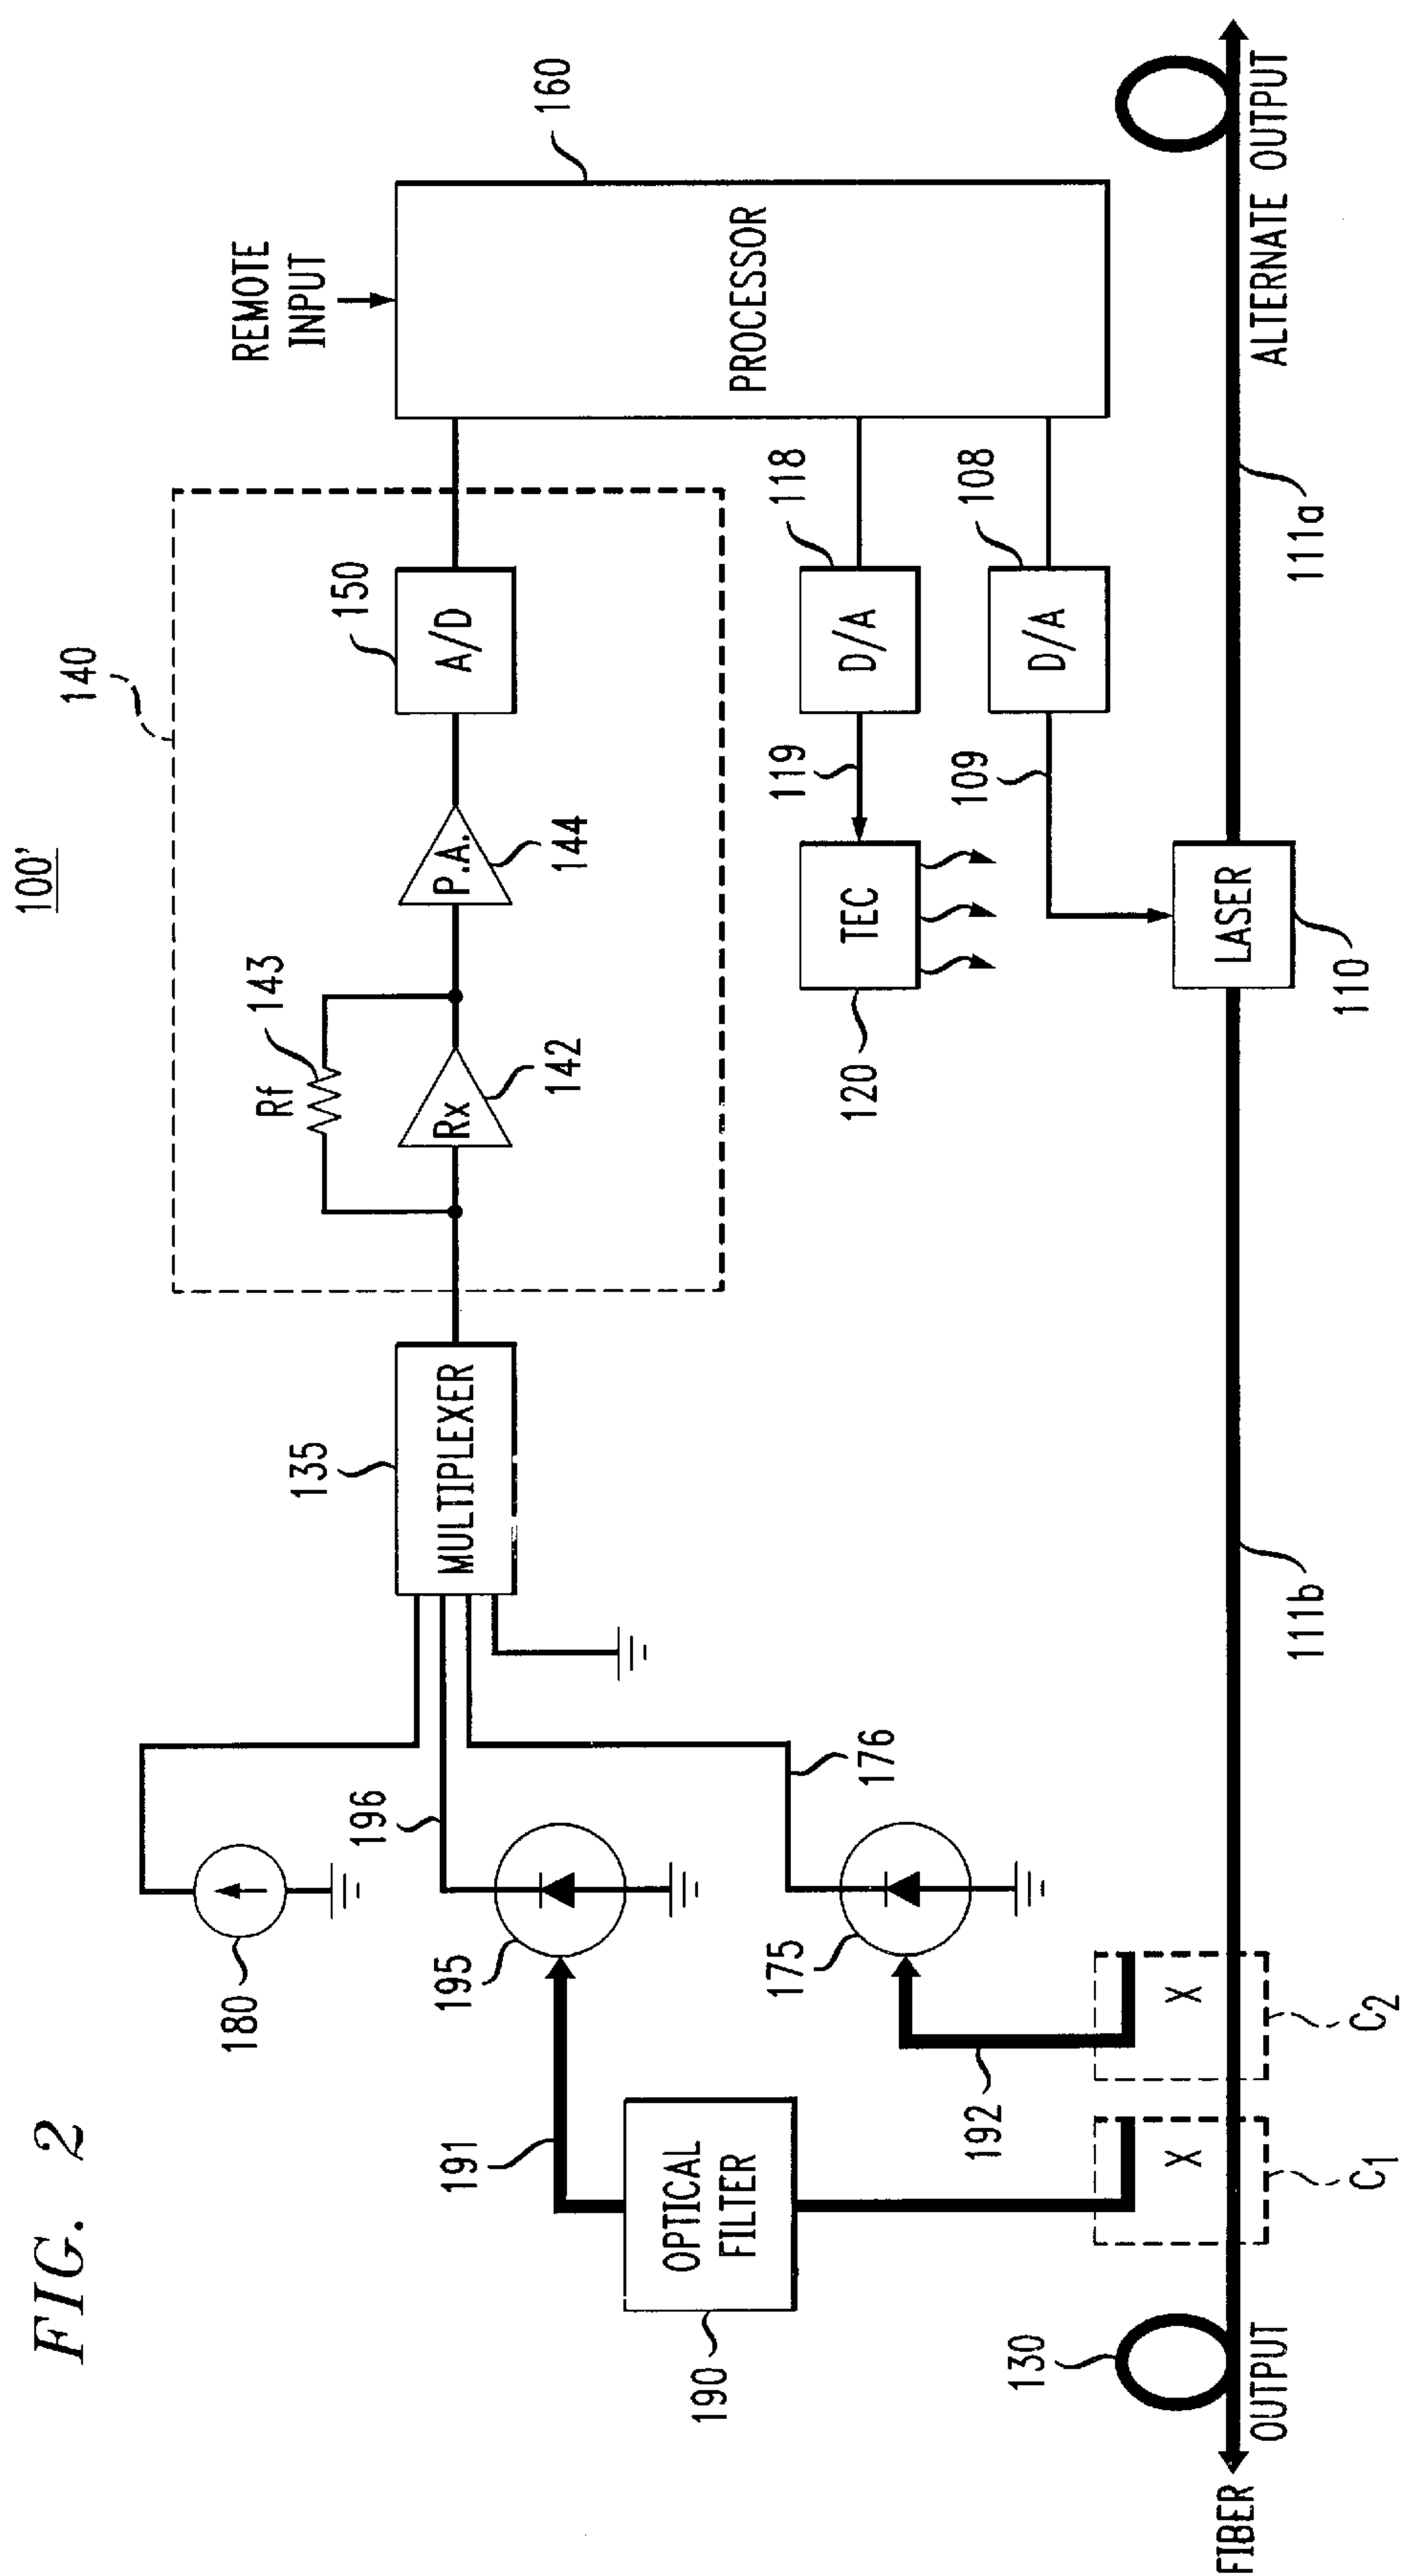 FIG. 2
100'
140
180
196
195
191
OPTICAL
FILTER
190
176
175
192
135
MULTIPLEXER
Rf
143
Rx
142
P.A.
144
150
A/D
REMOTE
INPUT
160
PROCESSOR
119
118
D/A
TEC
120
109
108
D/A
LASER
110
X
C1
X
C2
130
FIBER
OUTPUT
111b
111a
ALTERNATE OUTPUT